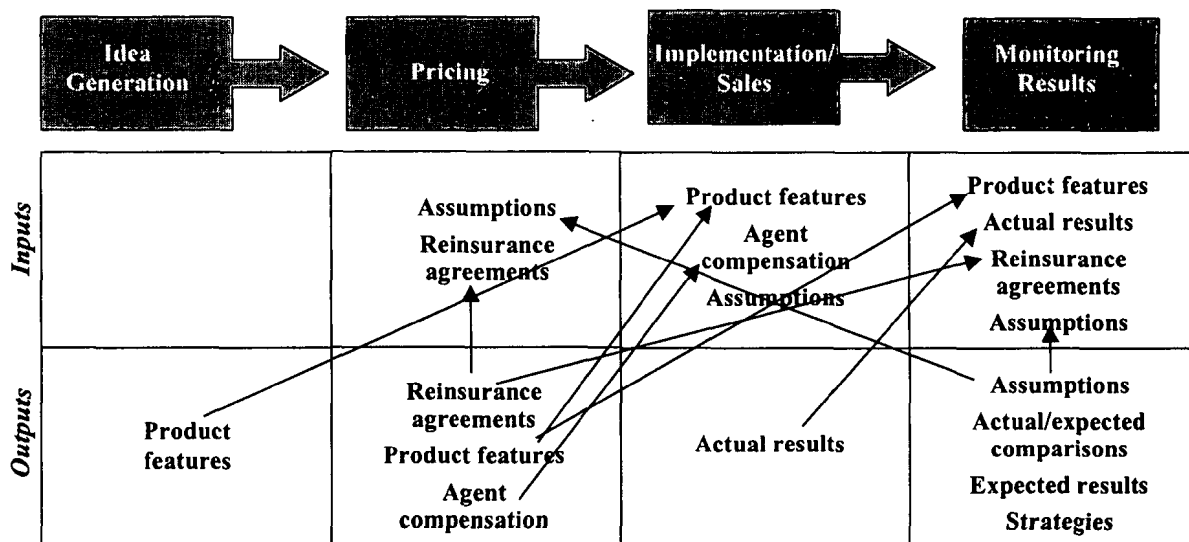 Idea
Generation
Pricing
Implementation/
Sales
Monitoring
Results
Inputs
Assumptions
Reinsurance
agreements
Product features
Agent
compensation
Assumptions
Product features
Actual results
Reinsurance
agreements
Assumptions
Outputs
Product
features
Reinsurance
agreements
Product features
Agent
compensation
Actual results
Assumptions
Actual/expected
comparisons
Expected results
Strategies